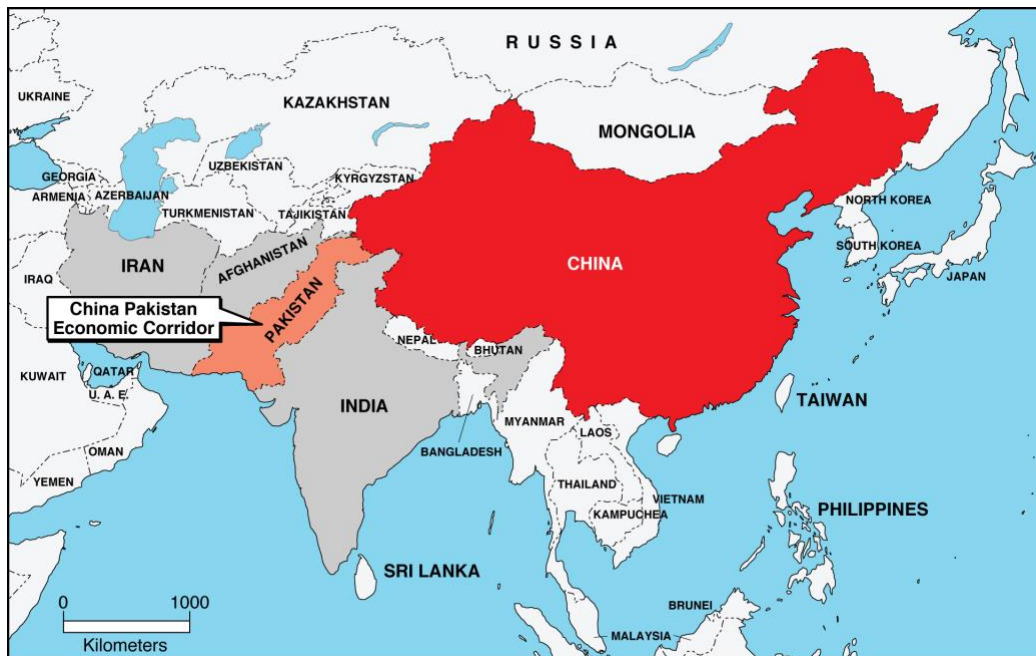 R U S S I A
UKRAINE
KAZAKHSTAN
MONGOLIA
GEORGIA
UZBEKISTAN
KYRGYZSTAN
ARMENIA
AZERBAIJAN
TURKMENISTAN
TAJIKISTAN
NORTH KOREA
SOUTH KOREA
JAPAN
IRAN
AFGHANISTAN
CHINA
IRAQ
China Pakistan
Economic Corridor
PAKISTAN
NEPAL
BHUTAN
KUWAIT
QATAR
U. A. E.
INDIA
TAIWAN
MYANMAR
LAOS
BANGLADESH
OMAN
YEMEN
THAILAND
VIETNAM
KAMPUCHEA
PHILIPPINES
SRI LANKA
0 1000
Kilometers
BRUNEI
MALAYSIA